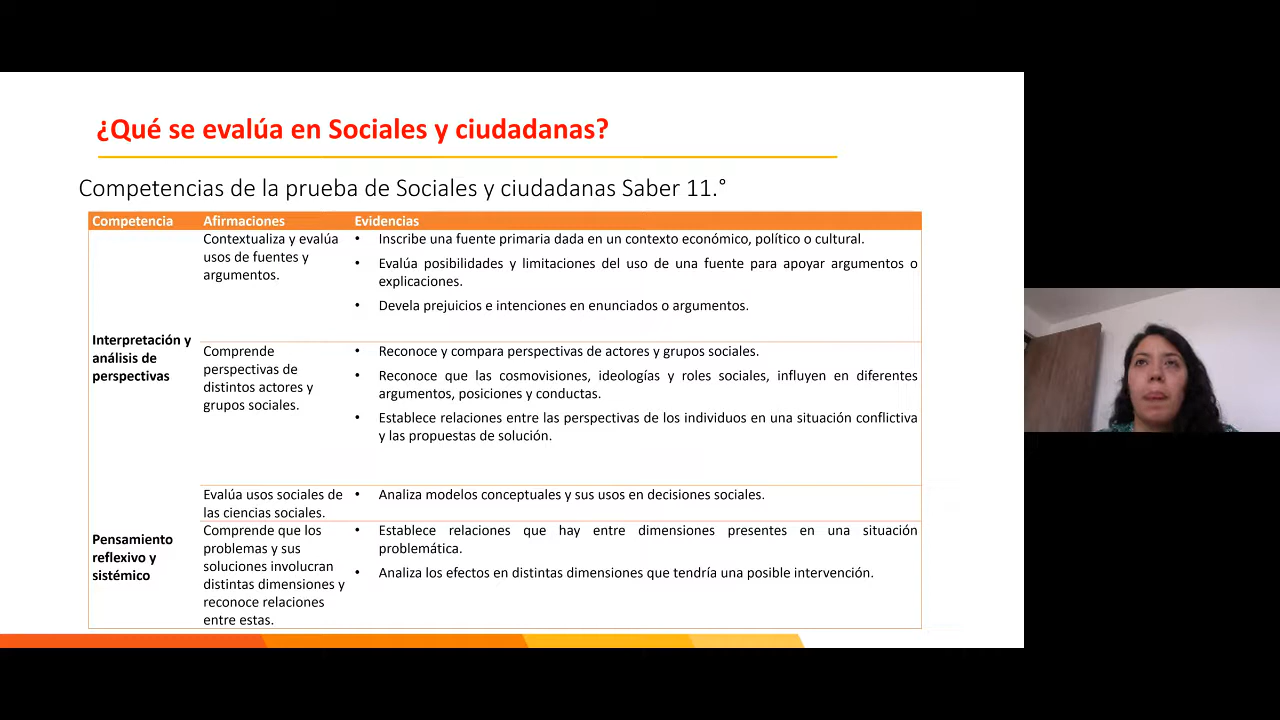 ¿Qué se evalúa en Sociales y ciudadanas?
Competencias de la prueba de Sociales y ciudadanas Saber 11.°
Competencia Afirmaciones Evidencias
Interpretación y
análisis de
perspectivas
Contextualiza y evalúa
usos de fuentes y
argumentos.
• Inscribe una fuente primaria dada en un contexto económico, político o cultural.
• Evalúa posibilidades y limitaciones del uso de una fuente para apoyar argumentos o
explicaciones.
• Devela prejuicios e intenciones en enunciados o argumentos.
Comprende
perspectivas de
distintos actores y
grupos sociales.
• Reconoce y compara perspectivas de actores y grupos sociales.
• Reconoce que las cosmovisiones, ideologías y roles sociales, influyen en diferentes
argumentos, posiciones y conductas.
• Establece relaciones entre las perspectivas de los individuos en una situación conflictiva
y las propuestas de solución.
Pensamiento
reflexivo y
sistémico
Evalúa usos sociales de
las ciencias sociales.
• Analiza modelos conceptuales y sus usos en decisiones sociales.
Comprende que los
problemas y sus
soluciones involucran
distintas dimensiones y
reconoce relaciones
entre estas.
• Establece relaciones que hay entre dimensiones presentes en una situación
problemática.
• Analiza los efectos en distintas dimensiones que tendría una posible intervención.